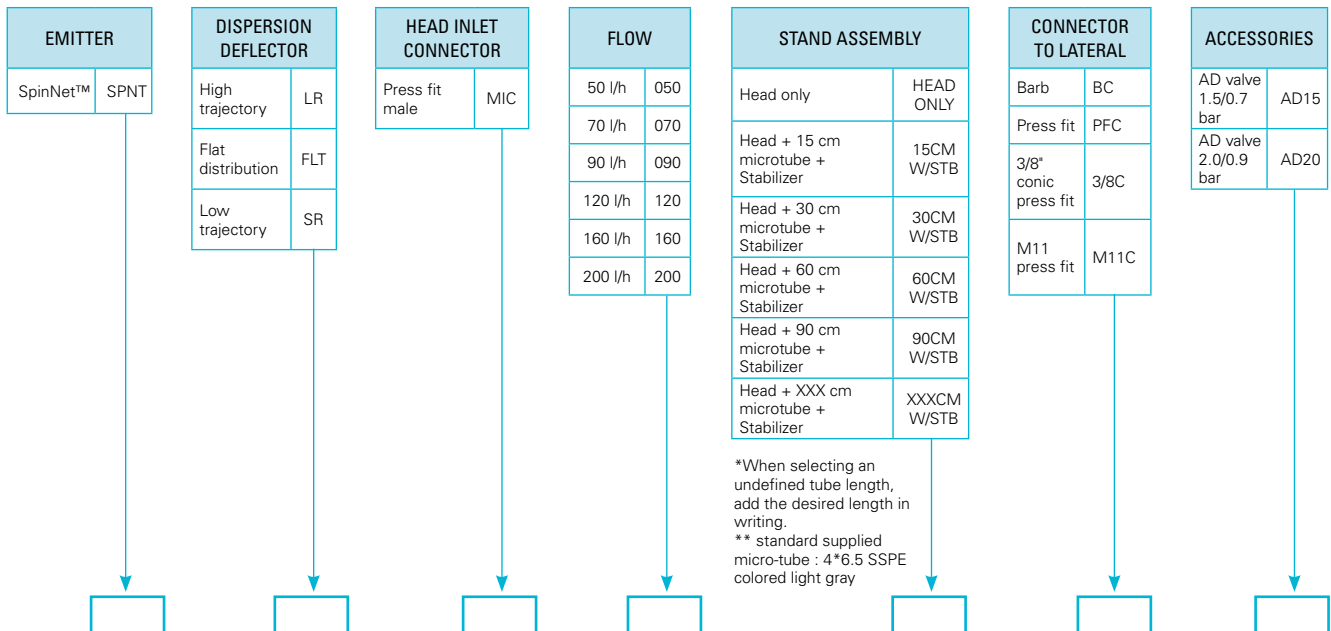 EMITTER
SpinNet™ SPNT
DISPERSION
DEFLECTOR
High
trajectory
LR
Flat
distribution
FLT
Low
trajectory
SR
HEAD INLET
CONNECTOR
Press fit
male
MIC
FLOW
50 l/h 050
70 l/h 070
90 l/h 090
120 l/h 120
160 l/h 160
200 l/h 200
STAND ASSEMBLY
Head only
HEAD
ONLY
Head + 15 cm
microtube +
Stabilizer
15CM
W/STB
Head + 30 cm
microtube +
Stabilizer
30CM
W/STB
Head + 60 cm
microtube +
Stabilizer
60CM
W/STB
Head + 90 cm
microtube +
Stabilizer
90CM
W/STB
Head + XXX cm
microtube +
Stabilizer
XXXCM
W/STB
*When selecting an
undefined tube length,
add the desired length in
writing.
** standard supplied
micro-tube : 4*6.5 SSPE
colored light gray
CONNECTOR
TO LATERAL
Barb BC
Press fit PFC
3/8"
conic
press fit
3/8C
M11
press fit
M11C
ACCESSORIES
AD valve
1.5/0.7
bar
AD15
AD valve
2.0/0.9
bar
AD20